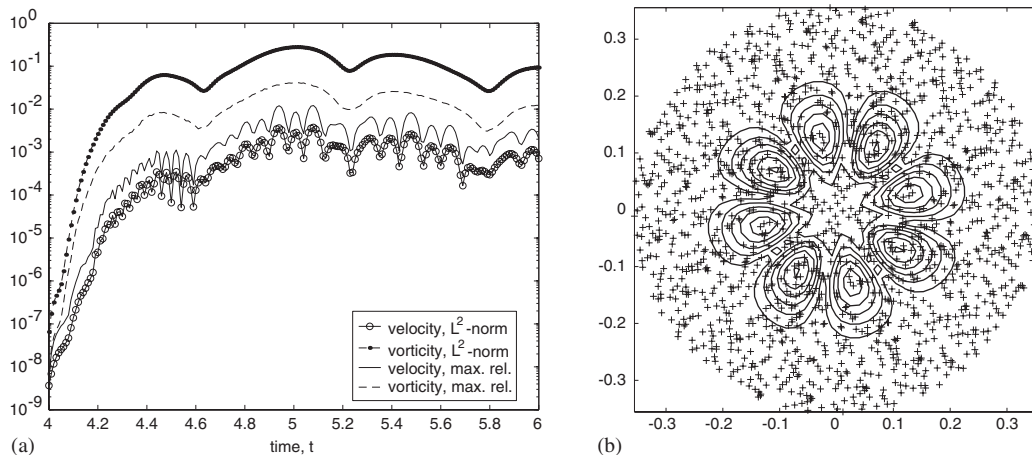 10^0
10^-1
10^-2
10^-3
10^-4
10^-5
10^-6
10^-7
10^-8
10^-9
velocity, L^2-norm
vorticity, L^2-norm
velocity, max. rel.
vorticity, max. rel.
4 4.2 4.4 4.6 4.8 5 5.2 5.4 5.6 5.8 6
(a) time, t
0.3
0.2
0.1
0
-0.1
-0.2
-0.3
-0.3 -0.2 -0.1 0 0.1 0.2 0.3
(b)